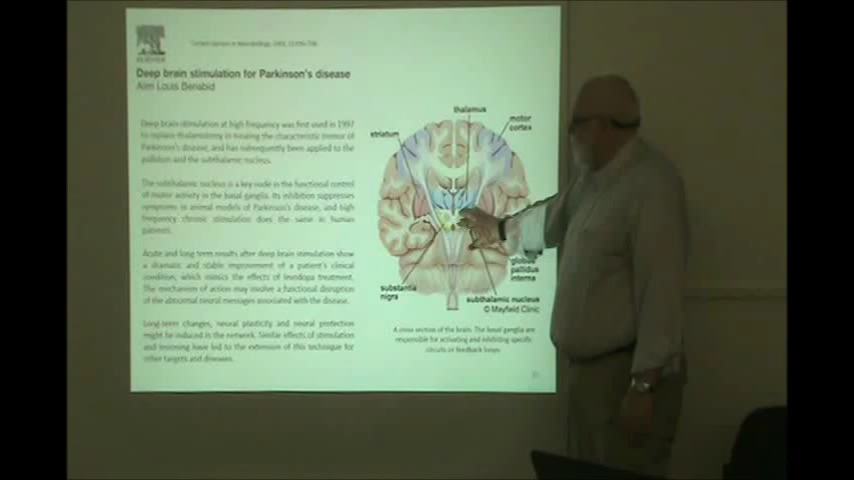 ELSEVIER
Current Opinion in Neurobiology, 2003, 13:696-706
Deep brain stimulation for Parkinson's disease
Alim Louis Benabid
Deep brain stimulation at high frequency was first used in 1997
to replace thalamotomy in treating the characteristic tremor of
Parkinson's disease, and has subsequently been applied to the
pallidum and the subthalamic nucleus.
The subthalamic nucleus is a key node in the functional control
of motor activity in the basal ganglia. Its inhibition suppresses
symptoms in animal models of Parkinson's disease, and high
frequency chronic stimulation does the same in human
patients.
Acute and long term results after deep brain stimulation show
a dramatic and stable improvement of a patient's clinical
condition, which mimics the effects of levodopa treatment.
The mechanism of action may involve a functional disruption
of the abnormal neural messages associated with the disease.
Long-term changes, neural plasticity and neural protection
might be induced in the network. Similar effects of stimulation
and lesioning have led to the extension of this technique for
other targets and diseases.
thalamus
motor
cortex
striatum
globus
pallidus
interna
substantia
nigra
subthalamic nucleus
© Mayfield Clinic
A cross section of the brain. The basal ganglia are
responsible for activating and inhibiting specific
circuits or feedback loops.